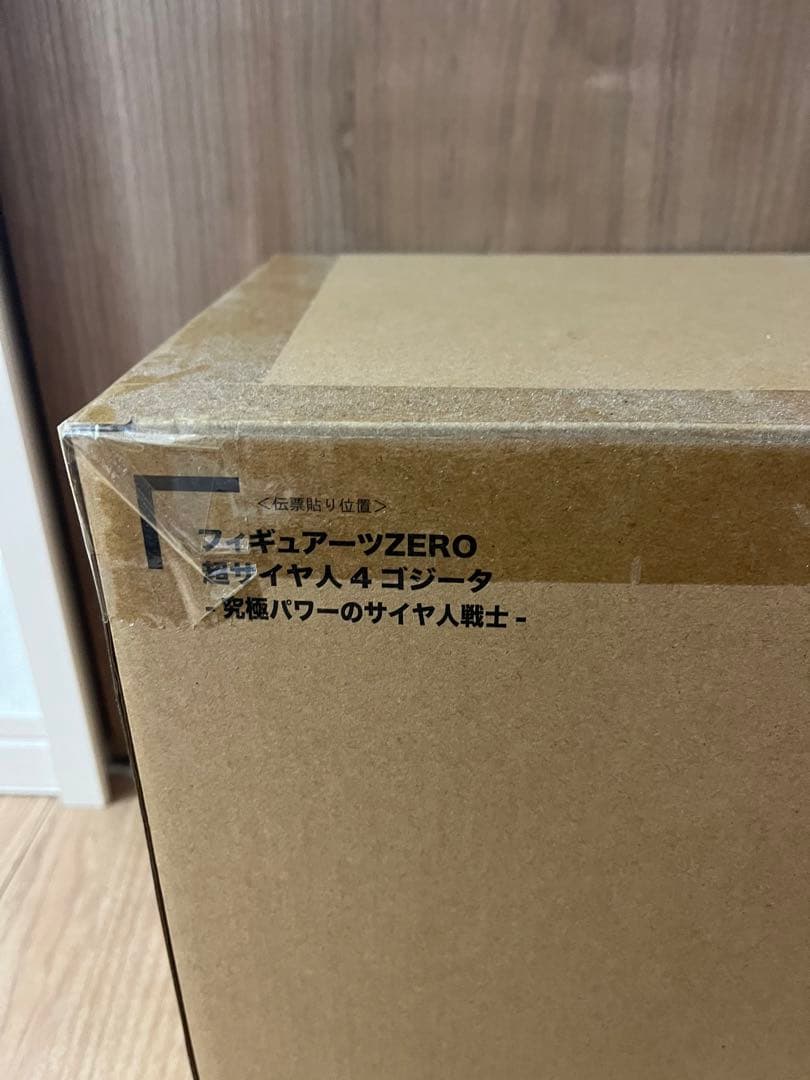 ＜伝票貼り位置＞
フィギュアーツZERO
超サイヤ人4ゴジータ
-究極パワーのサイヤ人戦士-